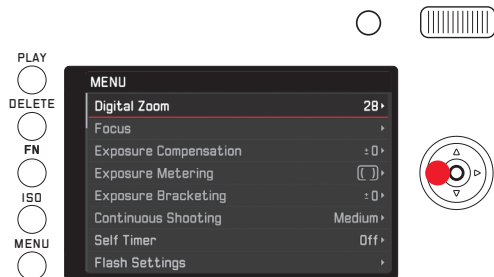 PLAY
DELETE
FN
ISO
MENU
MENU
Digital Zoom 28
Focus
Exposure Compensation ±0
Exposure Metering
Exposure Bracketing ±0
Continuous Shooting Medium
Self Timer Off
Flash Settings